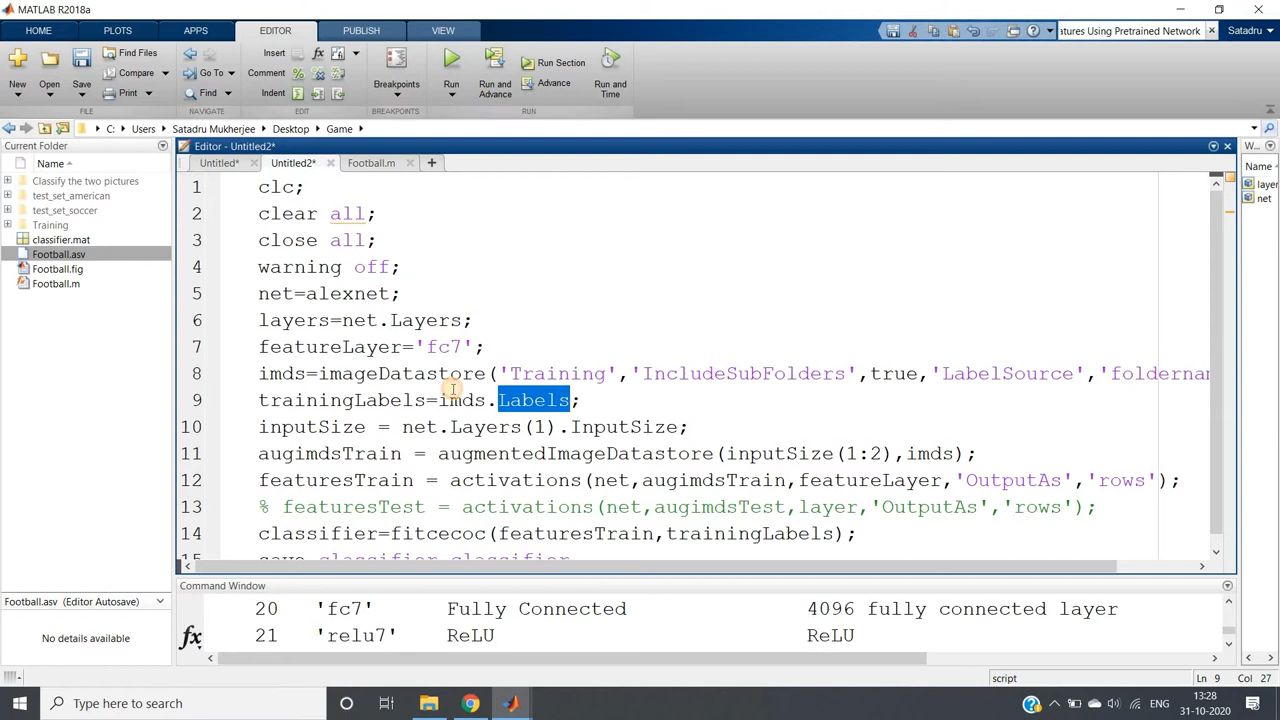 MATLAB R2018a
HOME PLOTS APPS EDITOR PUBLISH VIEW
atures Using Pretrained Network
Satadru
New Open Save
Find Files
Compare
Print
Go To
Find
Insert
Comment
Indent
Breakpoints
Run
Run and Advance
Run Section
Advance
Run and Time
FILE NAVIGATE EDIT BREAKPOINTS RUN
C: Users Satadru Mukherjee Desktop Game
Current Folder
Name
Classify the two pictures
test_set_american
test_set_soccer
Training
classifier.mat
Football.asv
Football.fig
Football.m
Football.asv (Editor Autosave)
No details available
Editor - Untitled2*
Untitled* Untitled2* Football.m
1 clc;
2 clear all;
3 close all;
4 warning off;
5 net=alexnet;
6 layers=net.Layers;
7 featureLayer='fc7';
8 imds=imageDatastore('Training','IncludeSubFolders',true,'LabelSource','foldernam
9 trainingLabels=imds.Labels;
10 inputSize = net.Layers(1).InputSize;
11 augimdsTrain = augmentedImageDatastore(inputSize(1:2),imds);
12 featuresTrain = activations(net,augimdsTrain,featureLayer,'OutputAs','rows');
13 % featuresTest = activations(net,augimdsTest,layer,'OutputAs','rows');
14 classifier=fitcecoc(featuresTrain,trainingLabels);
15 save classifier classifier
W...
Name
layer
net
Command Window
20 'fc7' Fully Connected 4096 fully connected layer
21 'relu7' ReLU ReLU
fx
script
Ln 9 Col 27
Type here to search
ENG
13:28
31-10-2020